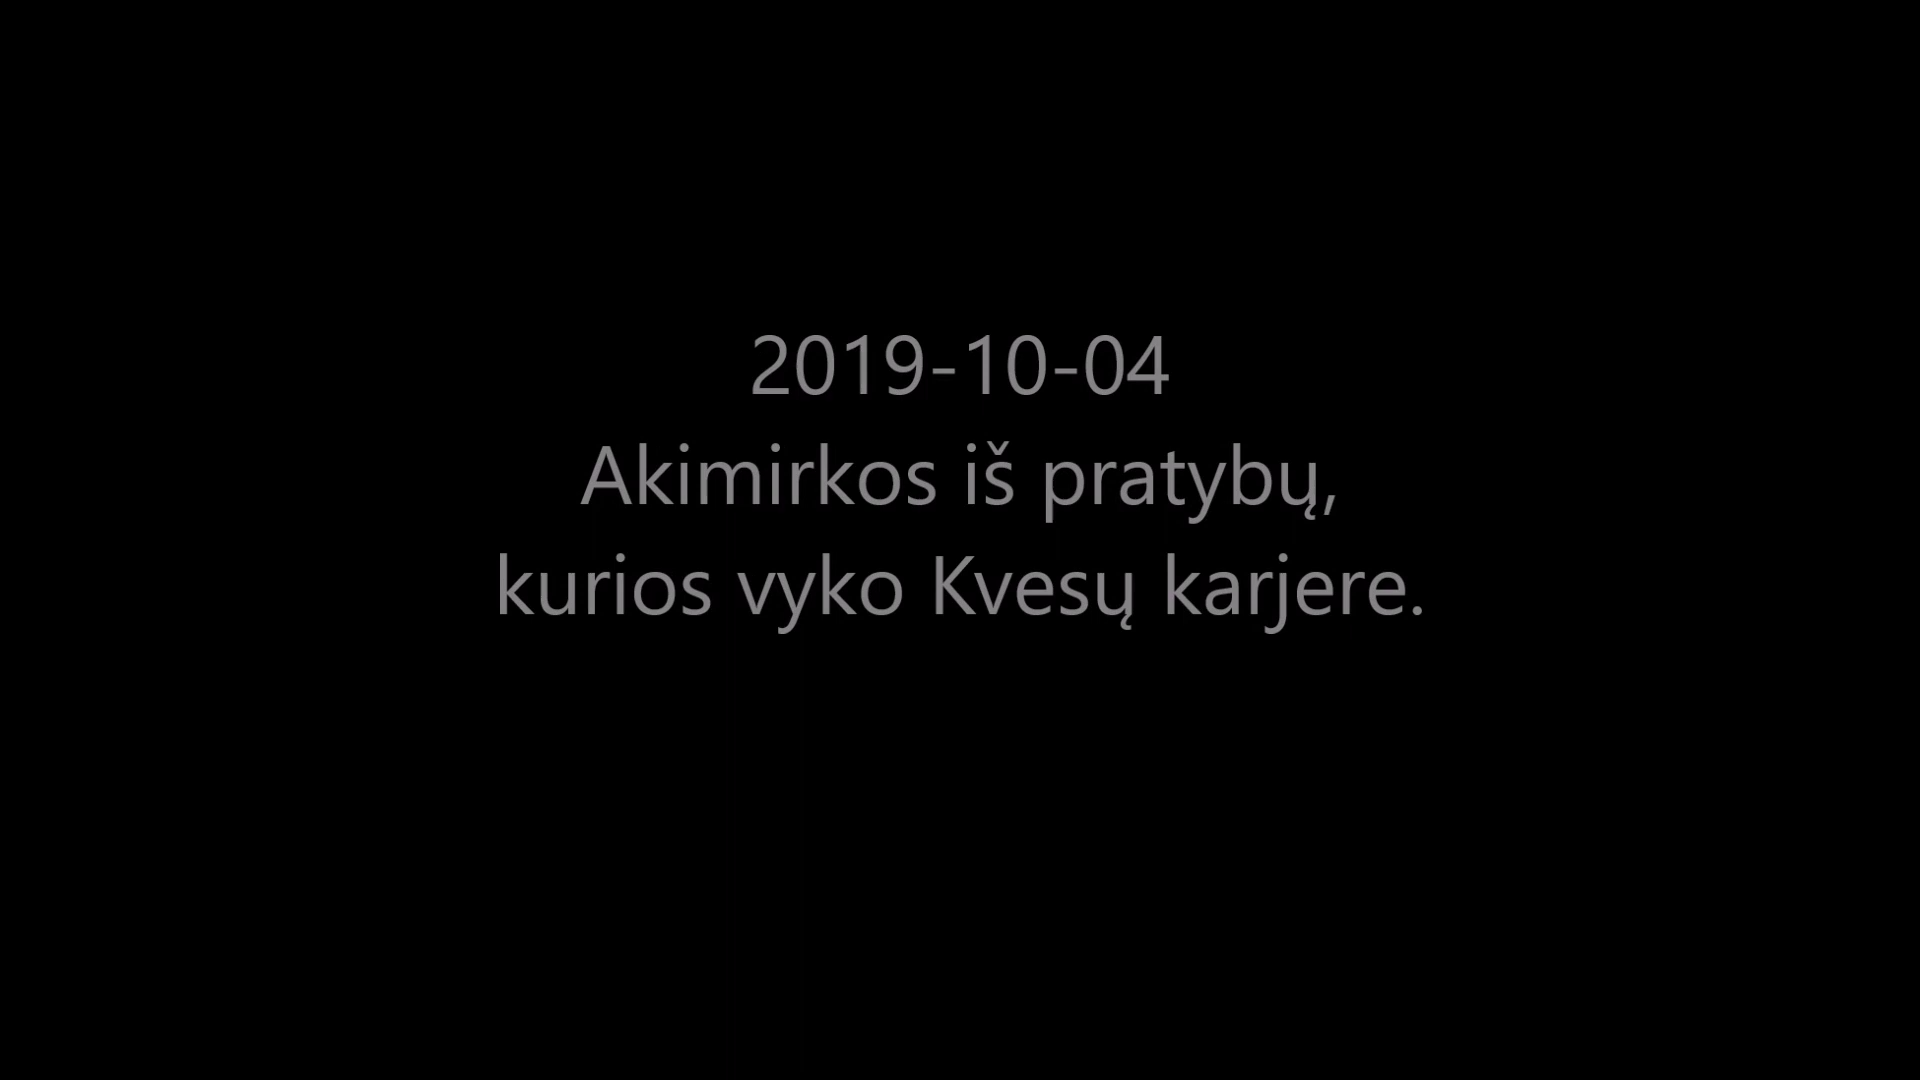 2019-10-04
Akimirkos iš pratybų,
kurios vyko Kvesų karjere.